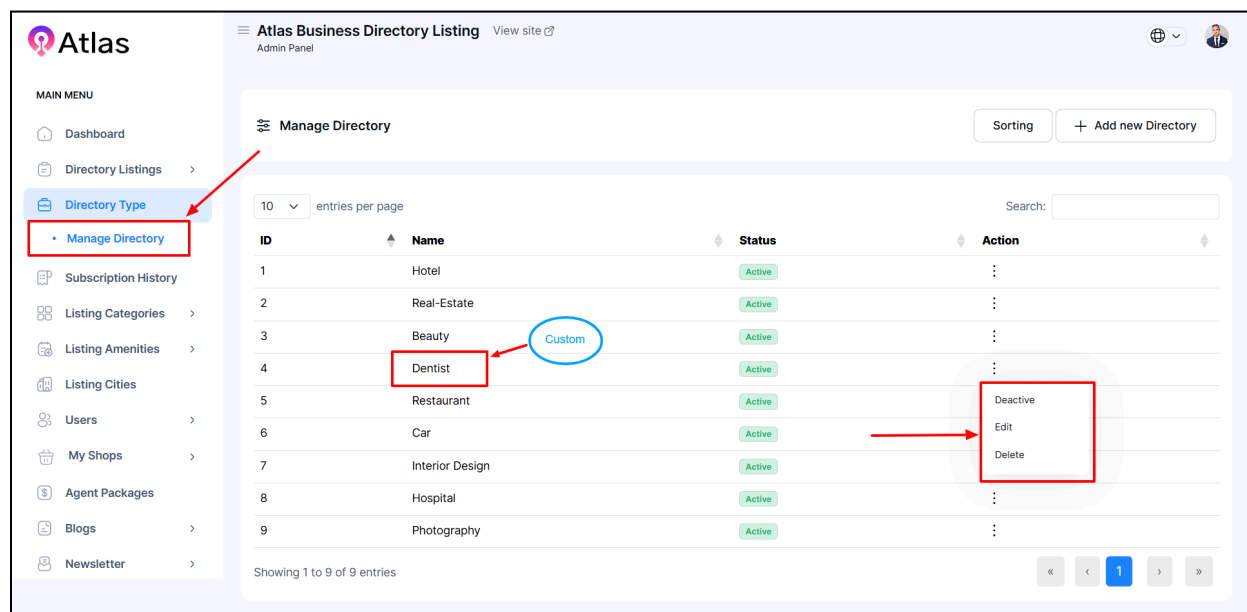 Atlas
Atlas Business Directory Listing View site
Admin Panel
MAIN MENU
Dashboard
Directory Listings
Directory Type
Manage Directory
Subscription History
Listing Categories
Listing Amenities
Listing Cities
Users
My Shops
Agent Packages
Blogs
Newsletter
Manage Directory
Sorting
+ Add new Directory
10 entries per page
Search:
ID Name Status Action
1 Hotel Active
2 Real-Estate Active
3 Beauty Active
Custom
4 Dentist Active
5 Restaurant Active
6 Car Active
7 Interior Design Active
8 Hospital Active
9 Photography Active
Deactive
Edit
Delete
Showing 1 to 9 of 9 entries
« ‹ 1 › »